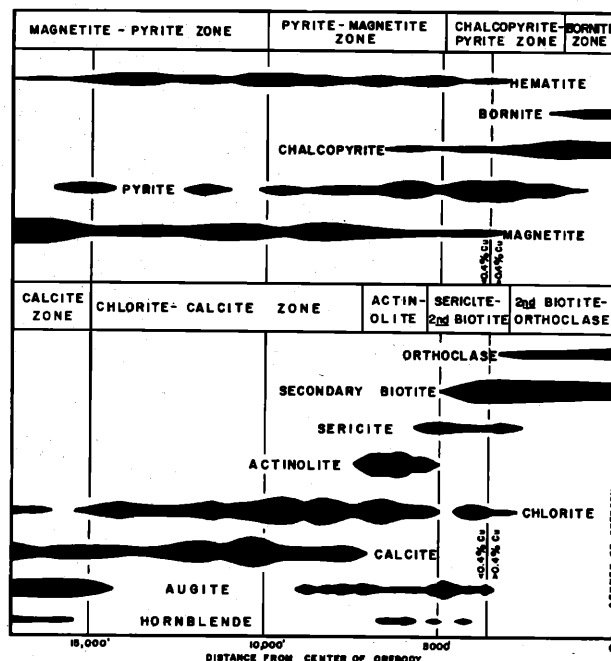 MAGNETITE - PYRITE ZONE
PYRITE-MAGNETITE
ZONE
CHALCOPYRITE-
PYRITE ZONE
BORNITE
ZONE
HEMATITE
BORNITE
CHALCOPYRITE
PYRITE
MAGNETITE
<0.4% Cu
>0.4% Cu
CALCITE
ZONE
CHLORITE- CALCITE ZONE
ACTIN-
OLITE
SERICITE-
2nd BIOTITE
2nd BIOTITE-
ORTHOCLASE
ORTHOCLASE
SECONDARY BIOTITE
SERICITE
ACTINOLITE
CHLORITE
CALCITE
<0.4% Cu
>0.4% Cu
AUGITE
HORNBLENDE
15,000'
10,000'
5000'
DISTANCE FROM CENTER OF OREBODY